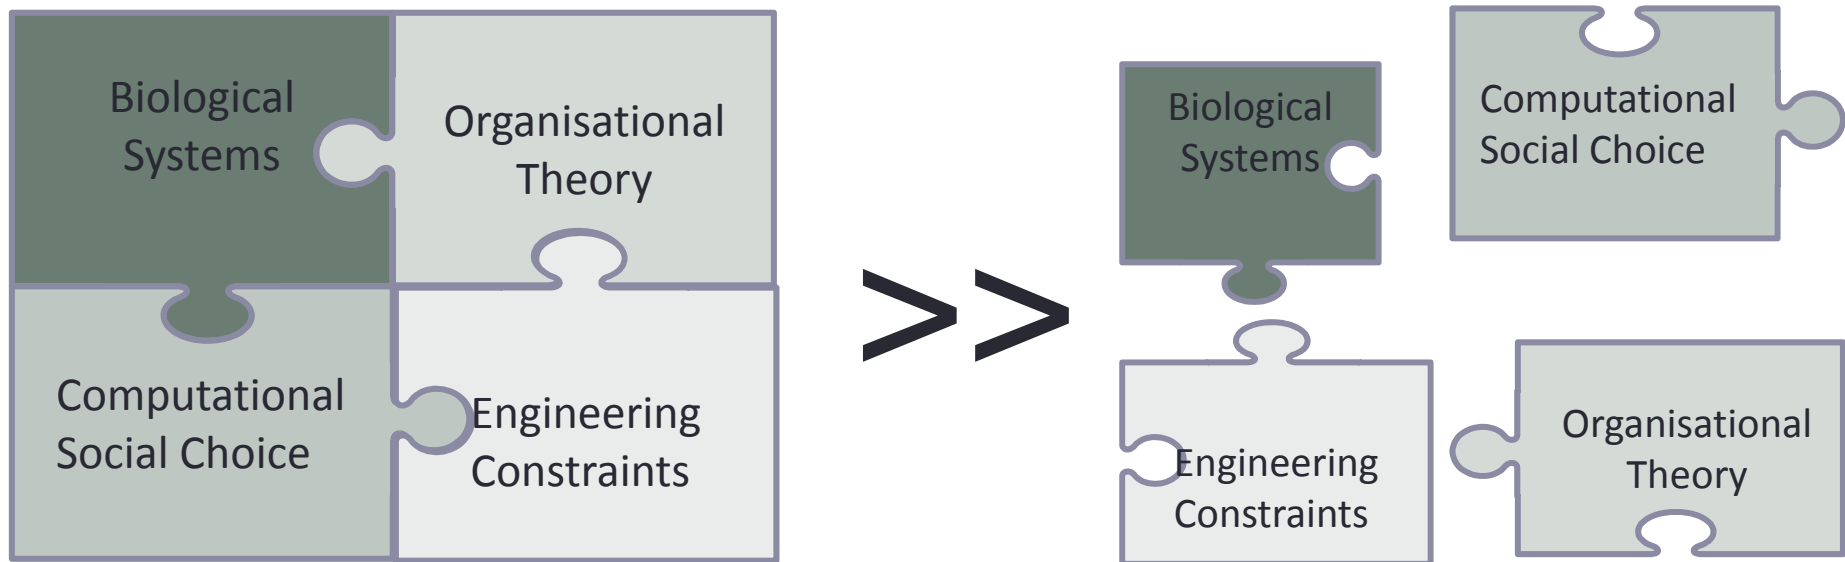 Biological
Systems
Organisational
Theory
Computational
Social Choice
Engineering
Constraints
>>
Biological
Systems
Computational
Social Choice
Engineering
Constraints
Organisational
Theory